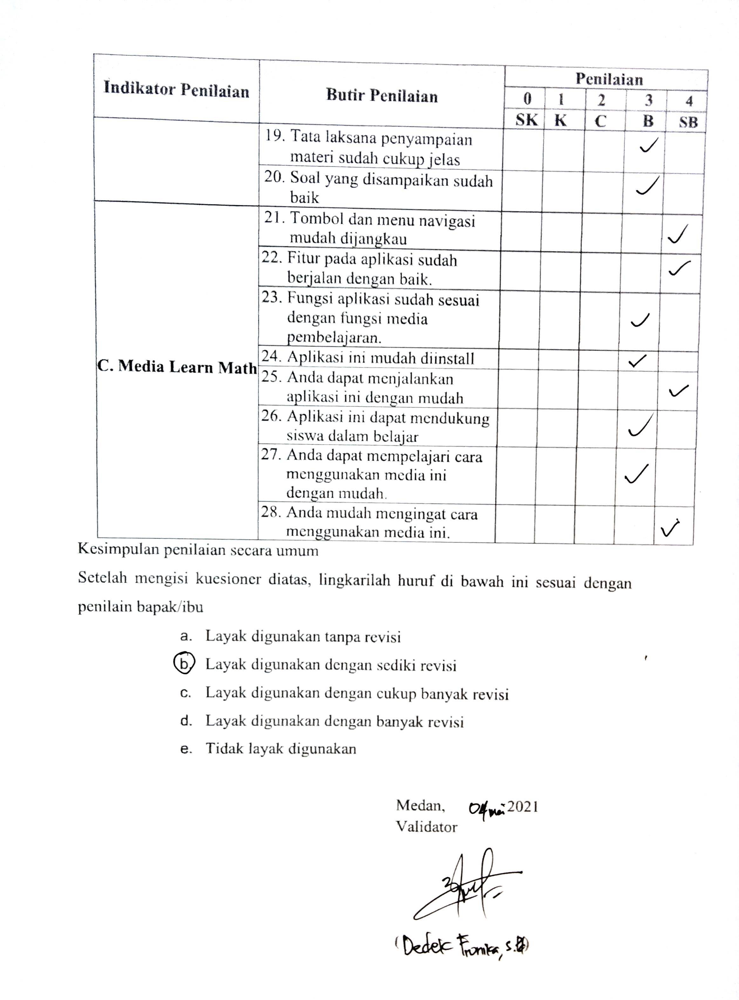 Indikator Penilaian
Butir Penilaian
Penilaian
0 1 2 3 4
SK K C B SB
19. Tata laksana penyampaian
materi sudah cukup jelas ✓
20. Soal yang disampaikan sudah
baik ✓
C. Media Learn Math
21. Tombol dan menu navigasi
mudah dijangkau ✓
22. Fitur pada aplikasi sudah
berjalan dengan baik. ✓
23. Fungsi aplikasi sudah sesuai
dengan fungsi media
pembelajaran. ✓
24. Aplikasi ini mudah diinstall ✓
25. Anda dapat menjalankan
aplikasi ini dengan mudah ✓
26. Aplikasi ini dapat mendukung
siswa dalam belajar ✓
27. Anda dapat mempelajari cara
menggunakan media ini
dengan mudah. ✓
28. Anda mudah mengingat cara
menggunakan media ini. ✓
Kesimpulan penilaian secara umum
Setelah mengisi kuesioner diatas, lingkarilah huruf di bawah ini sesuai dengan
penilain bapak/ibu
a. Layak digunakan tanpa revisi
b. Layak digunakan dengan sediki revisi
c. Layak digunakan dengan cukup banyak revisi
d. Layak digunakan dengan banyak revisi
e. Tidak layak digunakan
Medan, 04 mei 2021
Validator
(Dedek Fronika,